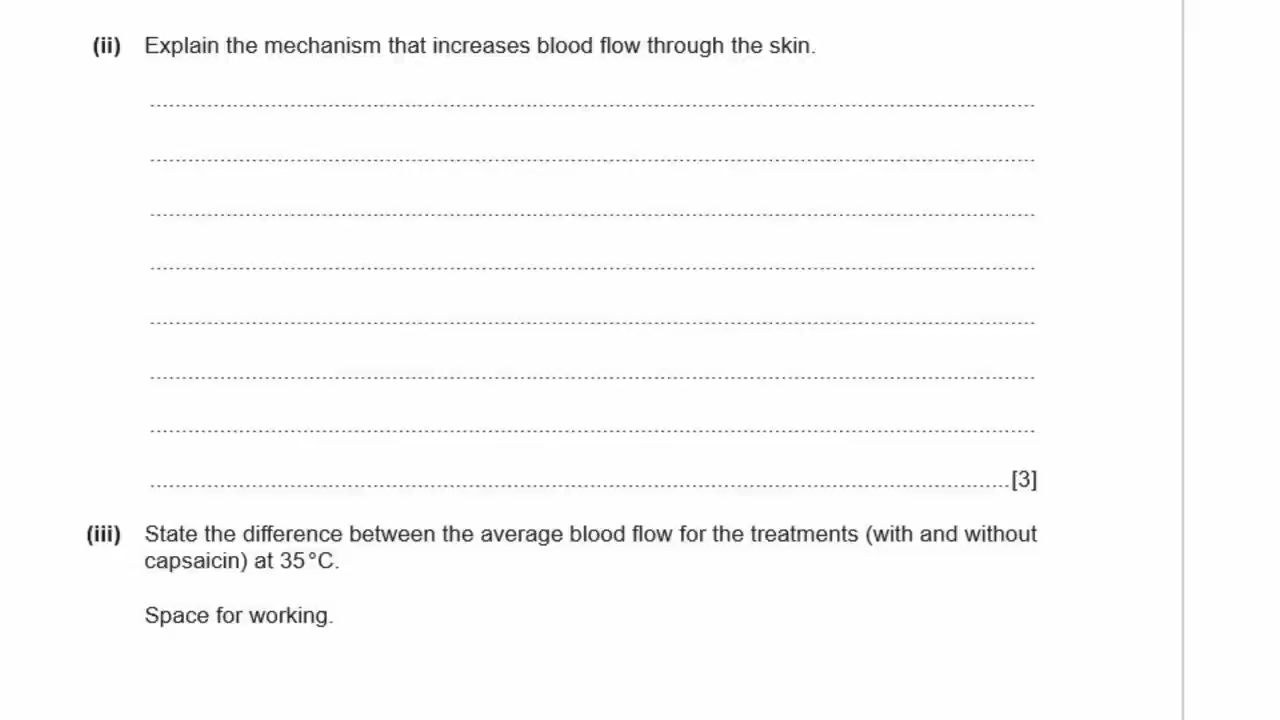 (ii) Explain the mechanism that increases blood flow through the skin.
[3]
(iii) State the difference between the average blood flow for the treatments (with and without
capsaicin) at 35 °C.
Space for working.